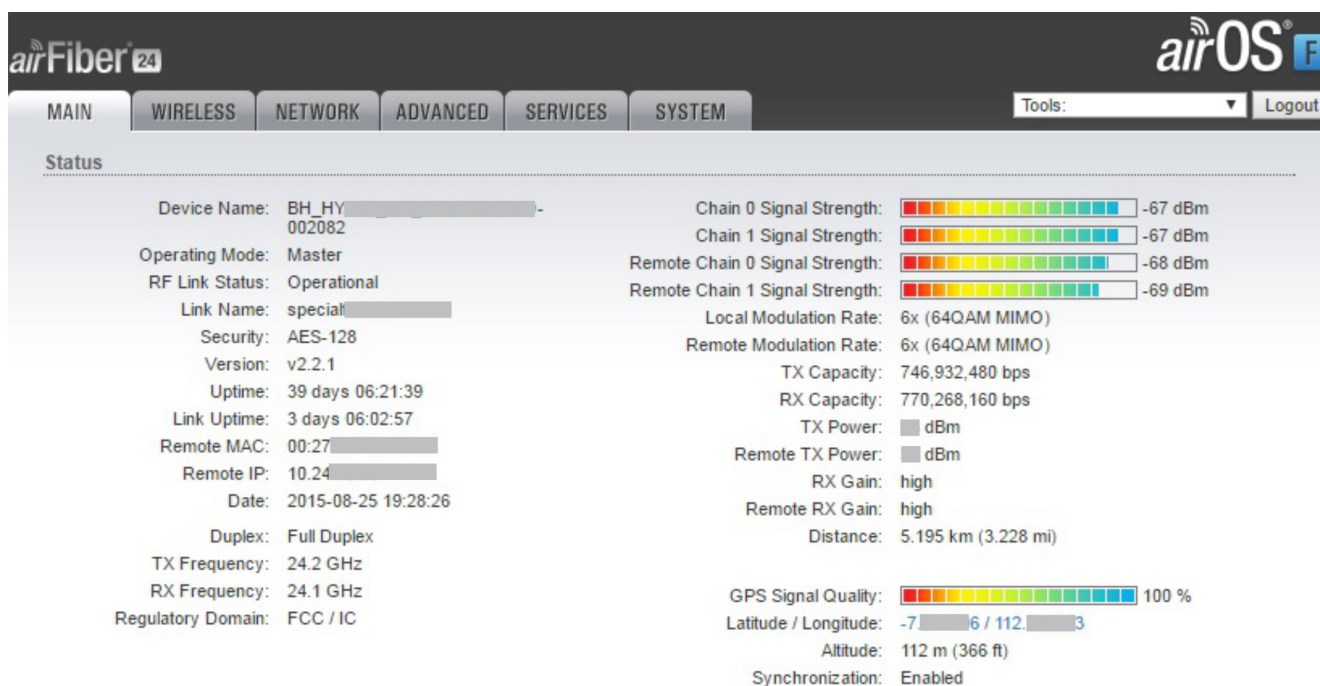 airFiber 24
airOS F
MAIN WIRELESS NETWORK ADVANCED SERVICES SYSTEM
Tools: Logout
Status
Device Name: BH_HY -
002082
Operating Mode: Master
RF Link Status: Operational
Link Name: special
Security: AES-128
Version: v2.2.1
Uptime: 39 days 06:21:39
Link Uptime: 3 days 06:02:57
Remote MAC: 00:27
Remote IP: 10.24
Date: 2015-08-25 19:28:26
Duplex: Full Duplex
TX Frequency: 24.2 GHz
RX Frequency: 24.1 GHz
Regulatory Domain: FCC / IC
Chain 0 Signal Strength: -67 dBm
Chain 1 Signal Strength: -67 dBm
Remote Chain 0 Signal Strength: -68 dBm
Remote Chain 1 Signal Strength: -69 dBm
Local Modulation Rate: 6x (64QAM MIMO)
Remote Modulation Rate: 6x (64QAM MIMO)
TX Capacity: 746,932,480 bps
RX Capacity: 770,268,160 bps
TX Power: dBm
Remote TX Power: dBm
RX Gain: high
Remote RX Gain: high
Distance: 5.195 km (3.228 mi)
GPS Signal Quality: 100 %
Latitude / Longitude: -7. 6 / 112. 3
Altitude: 112 m (366 ft)
Synchronization: Enabled